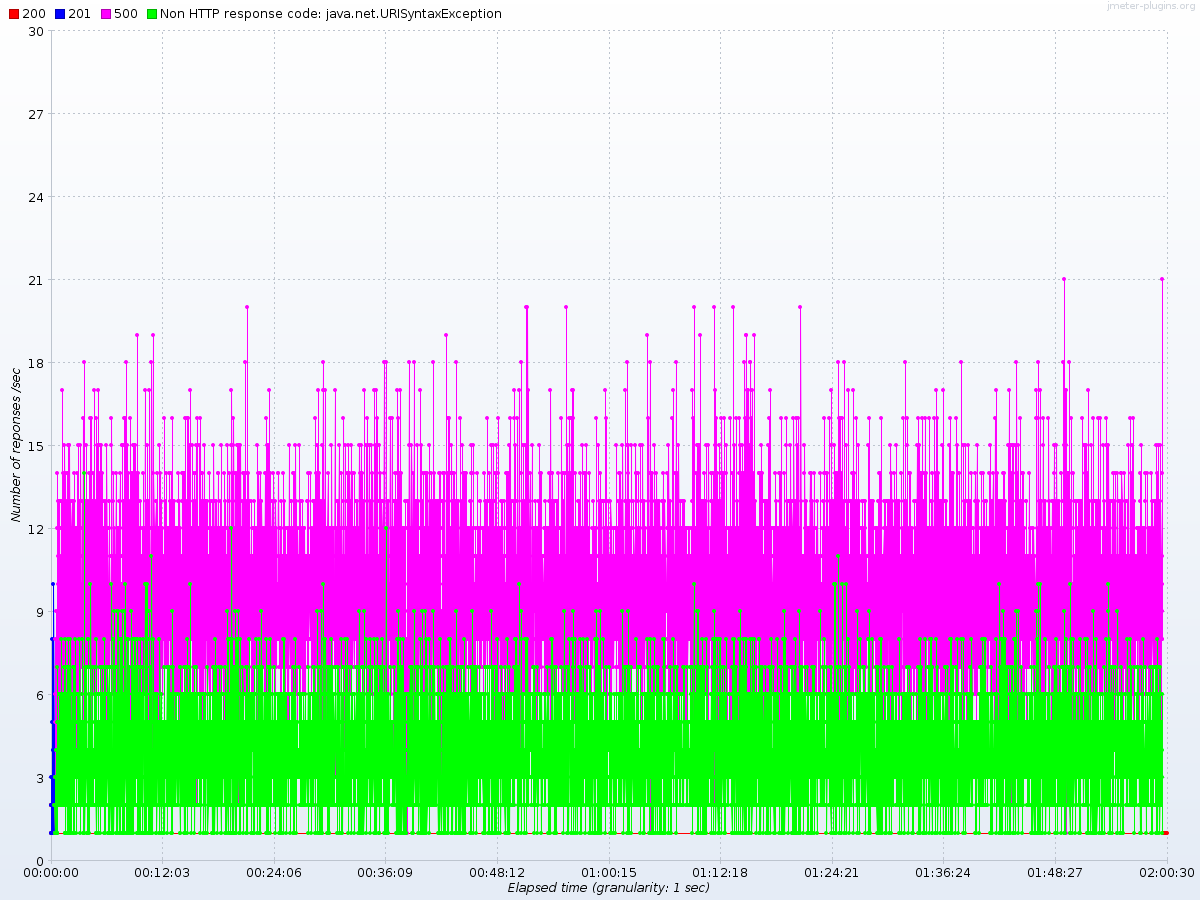 200 201 500 Non HTTP response code: java.net.URISyntaxException
jmeter-plugins.org
30
27
24
21
18
15
12
9
6
3
0
Number of reponses /sec
00:00:00 00:12:03 00:24:06 00:36:09 00:48:12 01:00:15 01:12:18 01:24:21 01:36:24 01:48:27 02:00:30
Elapsed time (granularity: 1 sec)